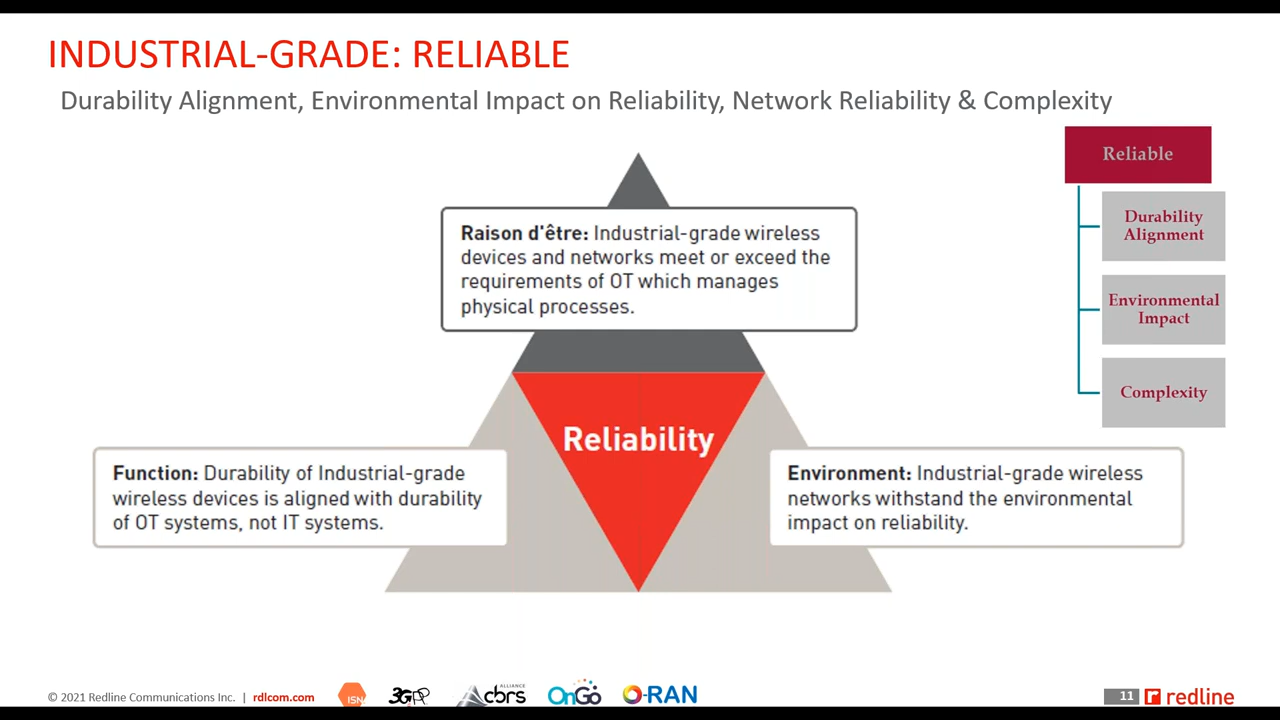 INDUSTRIAL-GRADE: RELIABLE
Durability Alignment, Environmental Impact on Reliability, Network Reliability & Complexity
Reliable
Durability
Alignment
Environmental
Impact
Complexity
Raison d'être: Industrial-grade wireless
devices and networks meet or exceed the
requirements of OT which manages
physical processes.
Reliability
Function: Durability of Industrial-grade
wireless devices is aligned with durability
of OT systems, not IT systems.
Environment: Industrial-grade wireless
networks withstand the environmental
impact on reliability.
© 2021 Redline Communications Inc. | rdlcom.com
ISN
3GPP
ALLIANCE
cbrs
OnGo
O-RAN
11
redline